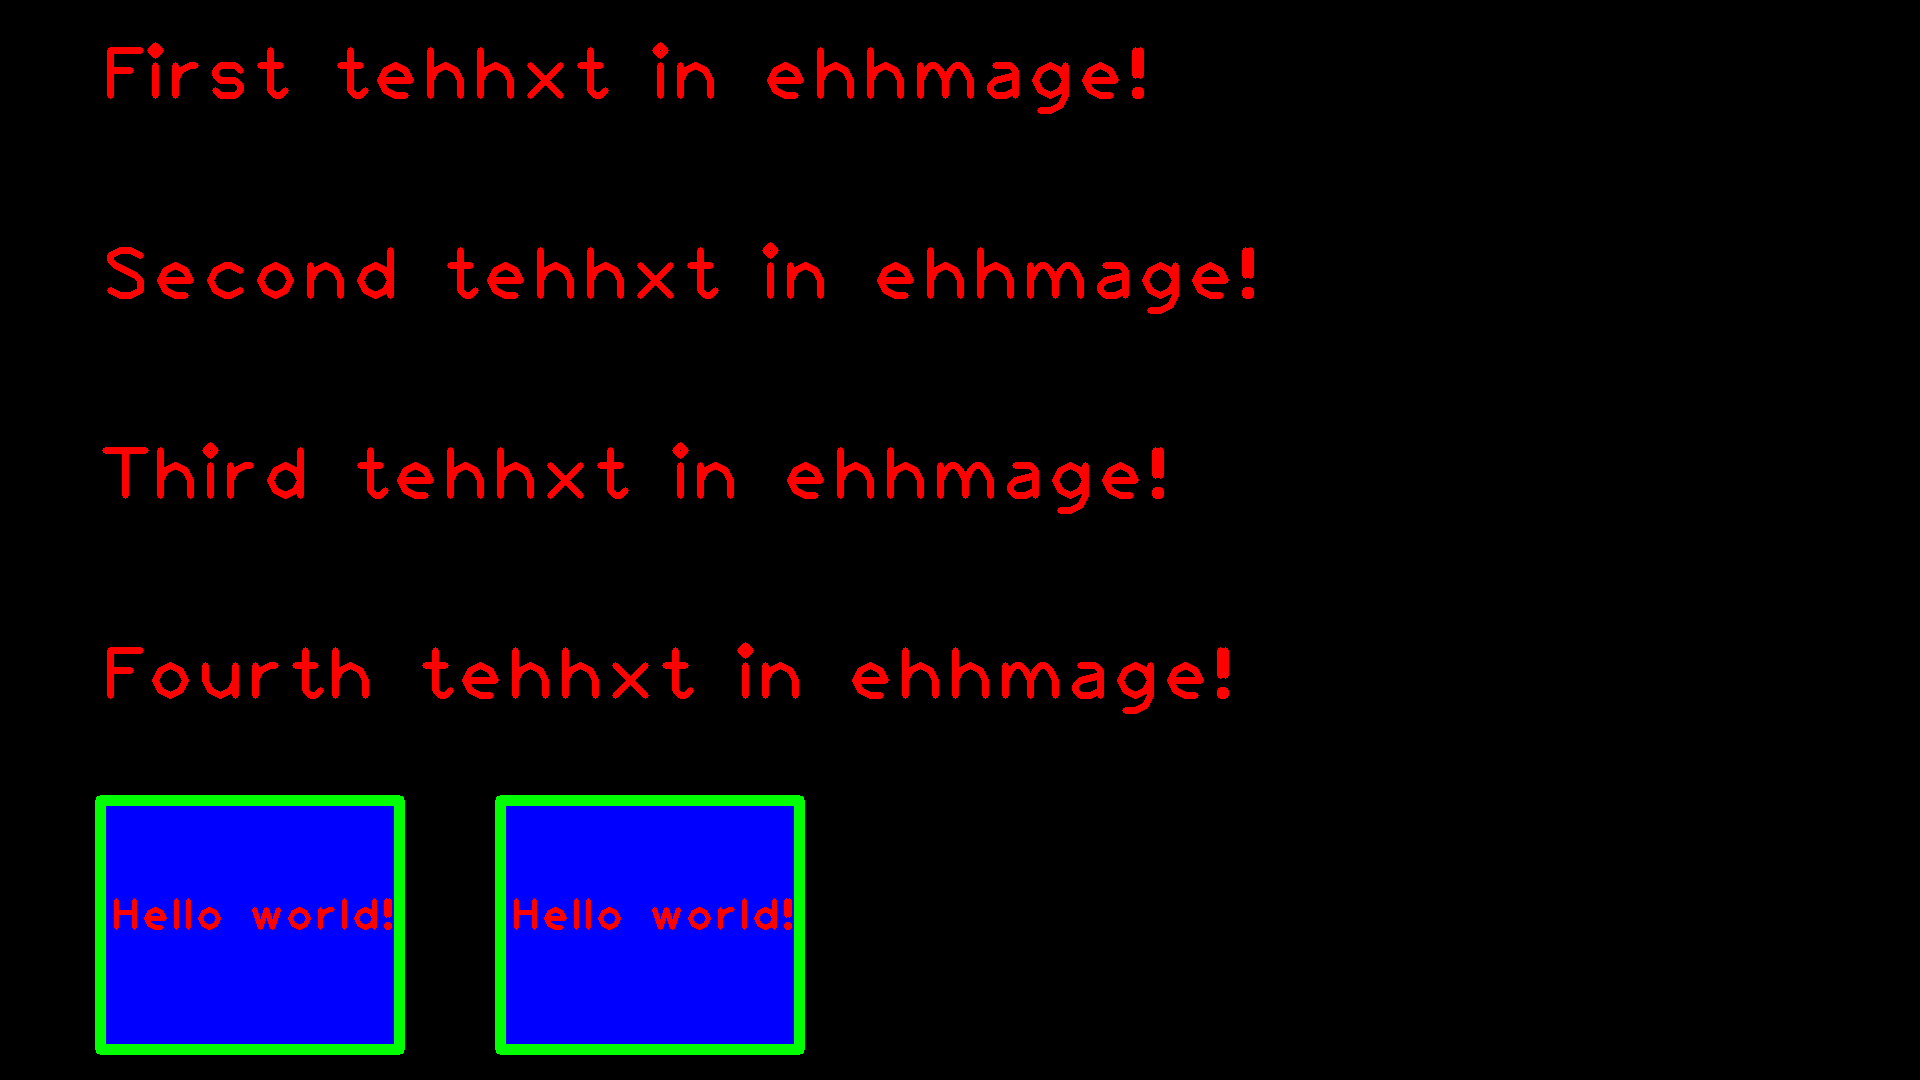 First tehhxt in ehhmage!
Second tehhxt in ehhmage!
Third tehhxt in ehhmage!
Fourth tehhxt in ehhmage!
Hello world!
Hello world!